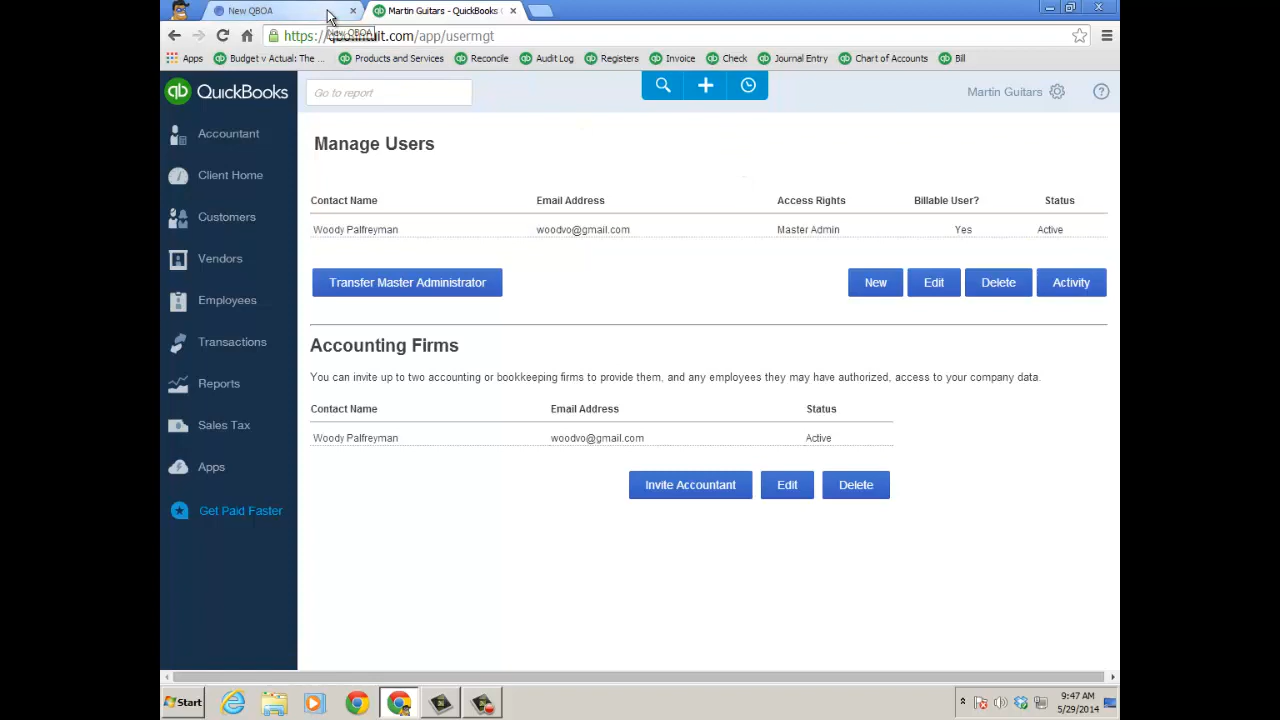 New QBOA
Martin Guitars - QuickBooks
New QBOA
https://qbo.intuit.com/app/usermgt
Apps
Budget v Actual: The ...
Products and Services
Reconcile
Audit Log
Registers
Invoice
Check
Journal Entry
Chart of Accounts
Bill
qb QuickBooks
Go to report
Martin Guitars
Accountant
Client Home
Customers
Vendors
Employees
Transactions
Reports
Sales Tax
Apps
Get Paid Faster
Manage Users
Contact Name Email Address Access Rights Billable User? Status
Woody Palfreyman woodvo@gmail.com Master Admin Yes Active
Transfer Master Administrator New Edit Delete Activity
Accounting Firms
You can invite up to two accounting or bookkeeping firms to provide them, and any employees they may have authorized, access to your company data.
Contact Name Email Address Status
Woody Palfreyman woodvo@gmail.com Active
Invite Accountant Edit Delete
Start
9:47 AM
5/29/2014